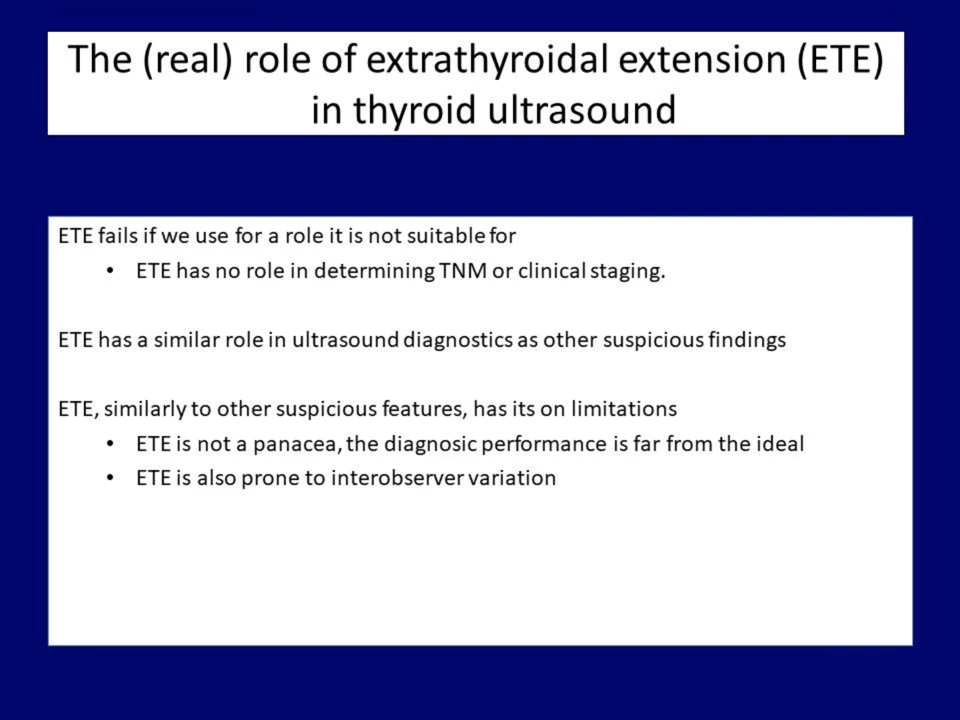 The (real) role of extrathyroidal extension (ETE)
in thyroid ultrasound
ETE fails if we use for a role it is not suitable for
• ETE has no role in determining TNM or clinical staging.
ETE has a similar role in ultrasound diagnostics as other suspicious findings
ETE, similarly to other suspicious features, has its on limitations
• ETE is not a panacea, the diagnosic performance is far from the ideal
• ETE is also prone to interobserver variation